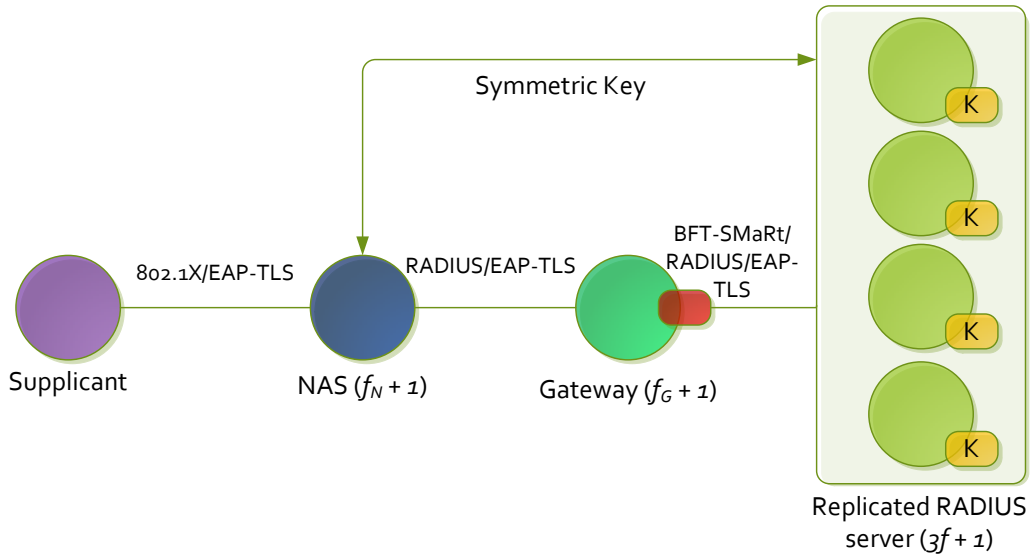 Symmetric Key
K
K
K
K
802.1X/EAP-TLS
RADIUS/EAP-TLS
BFT-SMaRt/
RADIUS/EAP-
TLS
Supplicant
NAS (fN + 1)
Gateway (fG + 1)
Replicated RADIUS
server (3f + 1)